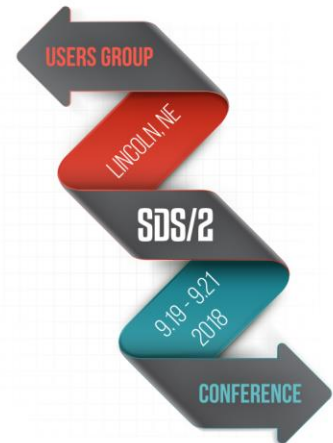 USERS GROUP
LINCOLN, NE
SDS/2
9.19 - 9.21
2018
CONFERENCE